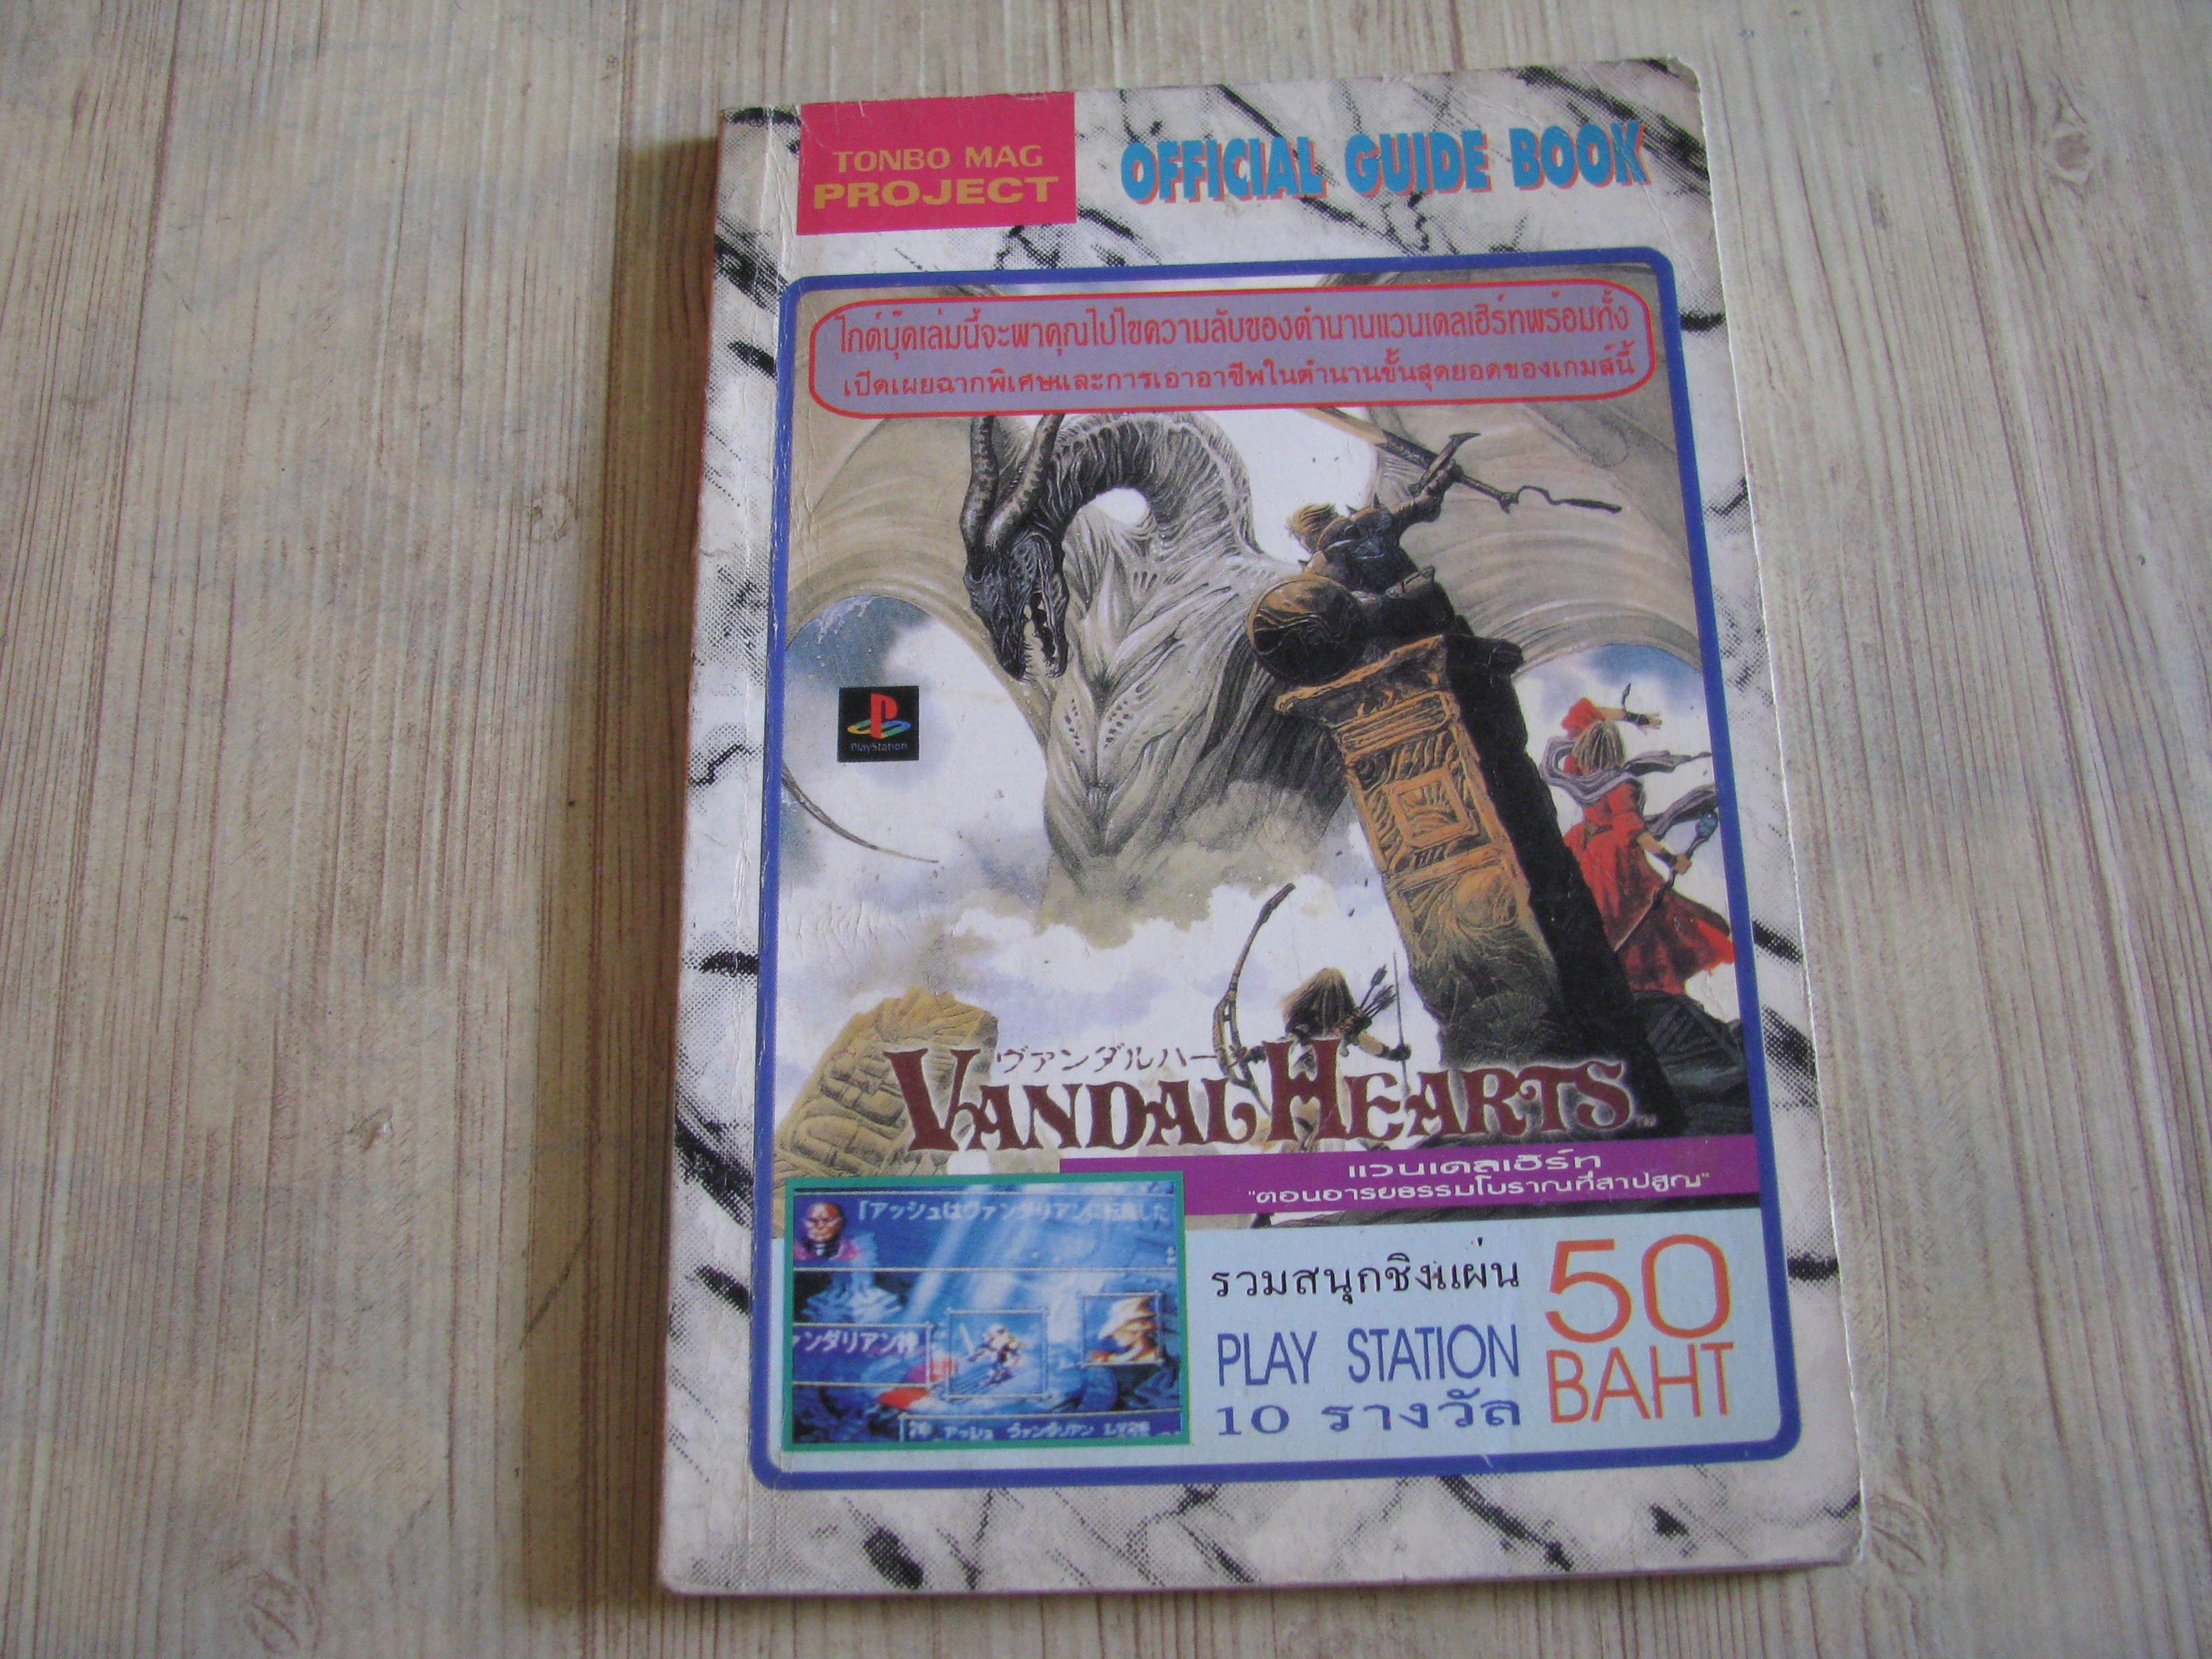 TONBO MAG
PROJECT
OFFICIAL GUIDE BOOK
ไกด์บุ๊คเล่มนี้จะพาคุณไปไขความลับของตำนานแวนเดลเฮิร์ทพร้อมทั้ง
เปิดเผยฉากพิเศษและการเอาอาชีพในตำนานขั้นสุดยอดของเกมส์นี้
PlayStation
ヴァンダルハー
VANDAL HEARTS
แวนเดลเฮิร์ท
"ตอนอารยธรรมโบราณที่สาปสูญ"
「アッシュはヴァンダリアンに転職した
ァンダリアン神
神 アッシュ ヴァンダリアン LV26
รวมสนุกชิงแผ่น
PLAY STATION
10 รางวัล
50
BAHT